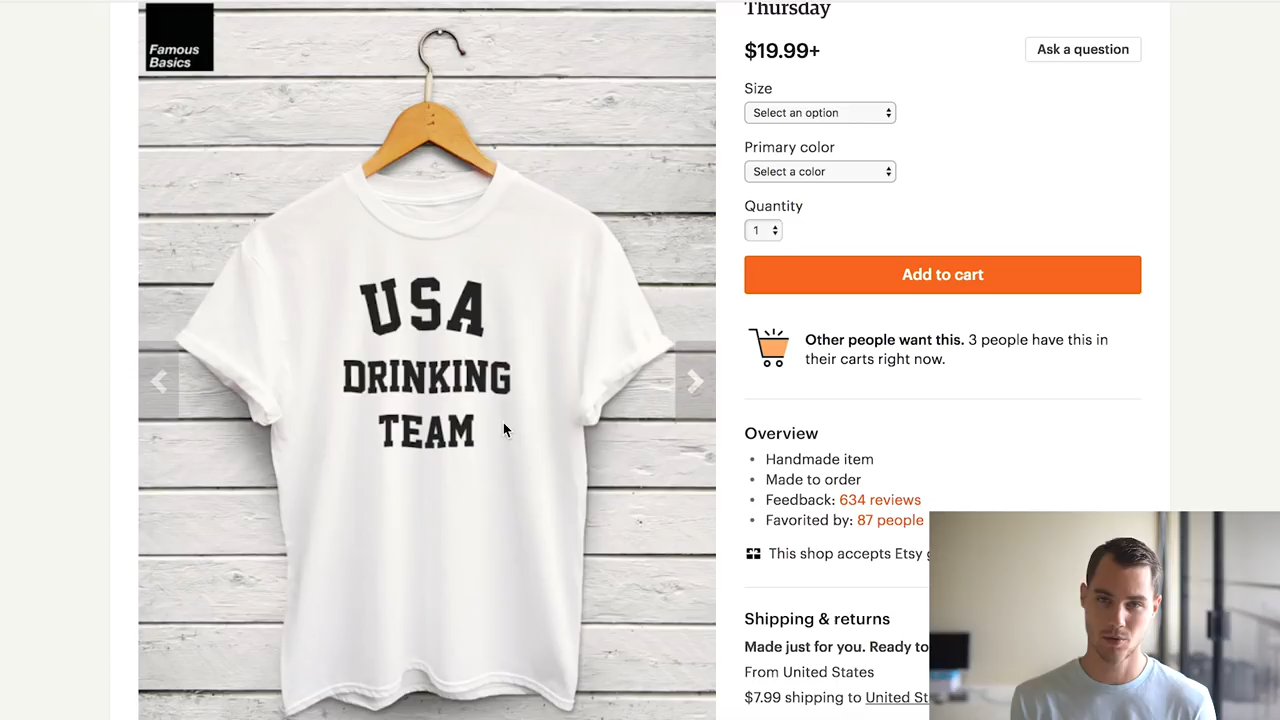 Famous
Basics
USA
DRINKING
TEAM
Thursday
$19.99+
Ask a question
Size
Select an option
Primary color
Select a color
Quantity
1
Add to cart
Other people want this. 3 people have this in
their carts right now.
Overview
Handmade item
Made to order
Feedback: 634 reviews
Favorited by: 87 people
This shop accepts Etsy
Shipping & returns
Made just for you. Ready to
From United States
$7.99 shipping to United St